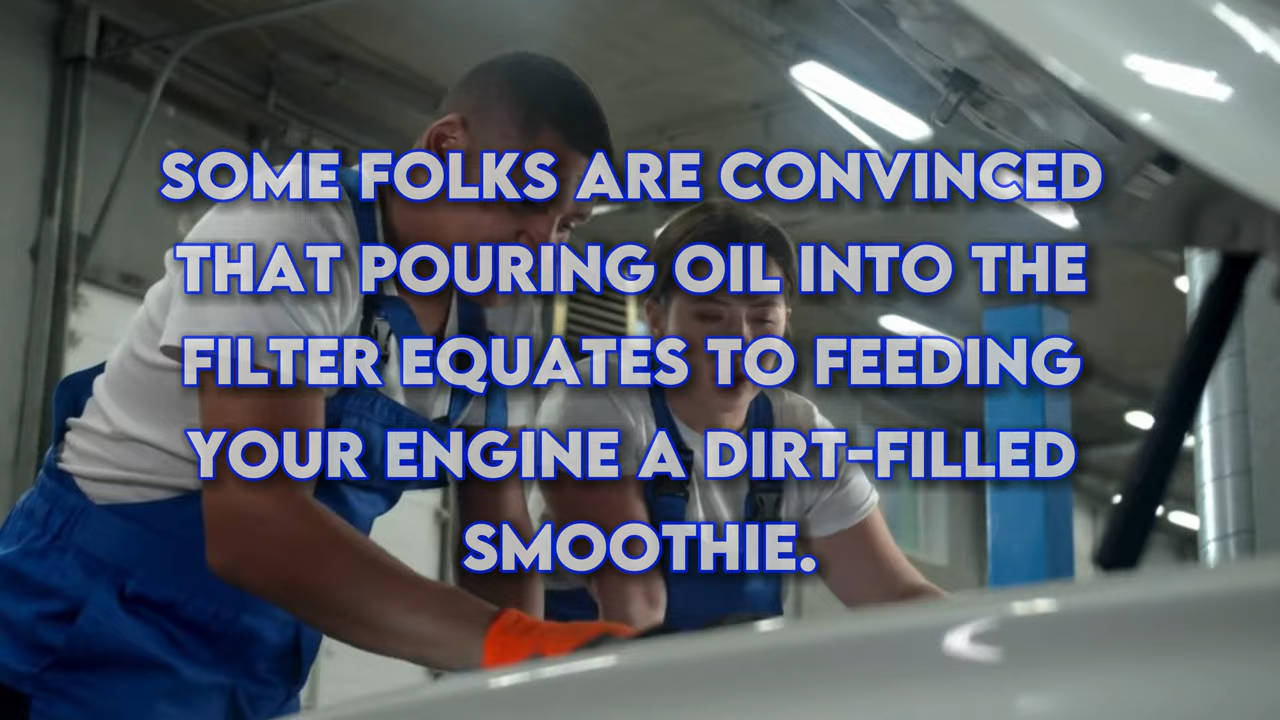 SOME FOLKS ARE CONVINCED
THAT POURING OIL INTO THE
FILTER EQUATES TO FEEDING
YOUR ENGINE A DIRT-FILLED
SMOOTHIE.